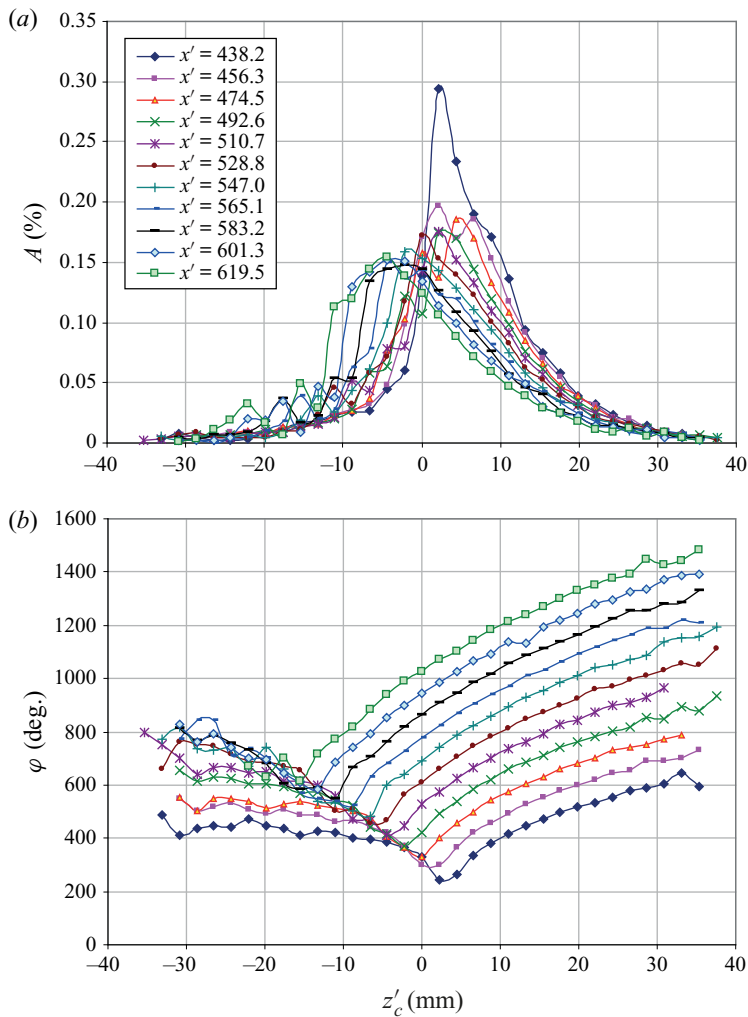 (a)
0.35
0.30
0.25
0.20
0.15
0.10
0.05
0
A (%)
x′ = 438.2
x′ = 456.3
x′ = 474.5
x′ = 492.6
x′ = 510.7
x′ = 528.8
x′ = 547.0
x′ = 565.1
x′ = 583.2
x′ = 601.3
x′ = 619.5
–40 –30 –20 –10 0 10 20 30 40
(b)
1600
1400
1200
1000
800
600
400
200
0
φ (deg.)
–40 –30 –20 –10 0 10 20 30 40
z′c (mm)